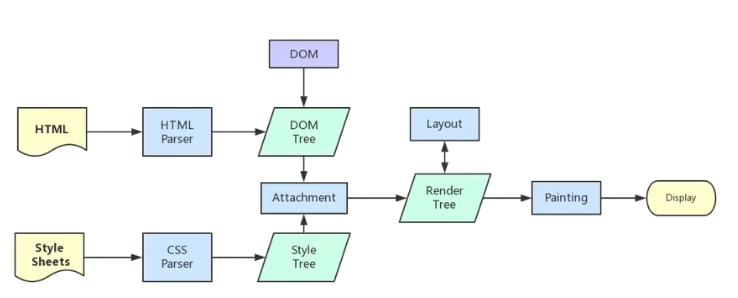 DOM
HTML
HTML
Parser
DOM
Tree
Layout
Attachment
Render
Tree
Painting
Display
Style
Sheets
CSS
Parser
Style
Tree